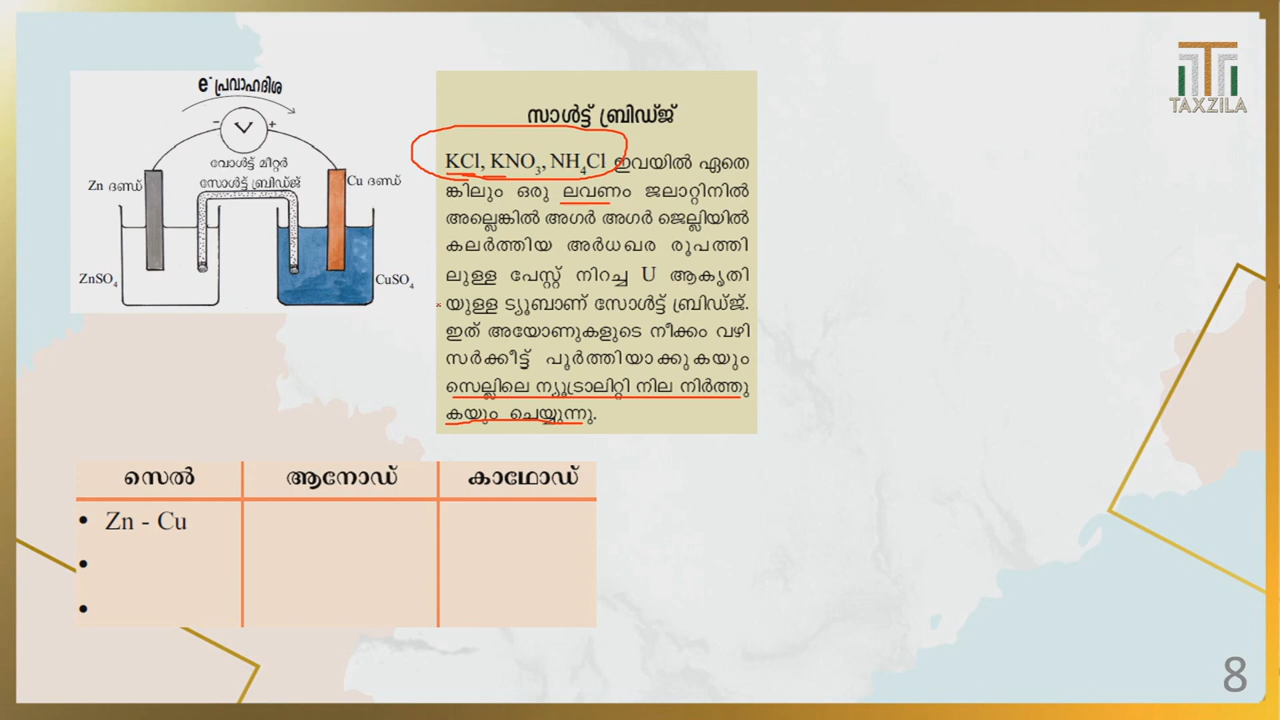 TAXZILA
e⁻ പ്രവാഹദിശ
− +
V
വോൾട്ട് മീറ്റർ
Zn ദണ്ഡ്
സോൾട്ട് ബ്രിഡ്ജ്
Cu ദണ്ഡ്
ZnSO₄
CuSO₄
സാൾട്ട് ബ്രിഡ്ജ്
KCl, KNO₃, NH₄Cl ഇവയിൽ ഏതെ
ങ്കിലും ഒരു ലവണം ജലാറ്റിനിൽ
അല്ലെങ്കിൽ അഗർ അഗർ ജെല്ലിയിൽ
കലർത്തിയ അർധഖര രൂപത്തി
ലുള്ള പേസ്റ്റ് നിറച്ച U ആകൃതി
യുള്ള ട്യൂബാണ് സോൾട്ട് ബ്രിഡ്ജ്.
ഇത് അയോണുകളുടെ നീക്കം വഴി
സർക്കീട്ട് പൂർത്തിയാക്കുകയും
സെല്ലിലെ ന്യൂട്രാലിറ്റി നില നിർത്തു
കയും ചെയ്യുന്നു.
സെൽ ആനോഡ് കാഥോഡ്
• Zn - Cu
•
•
8